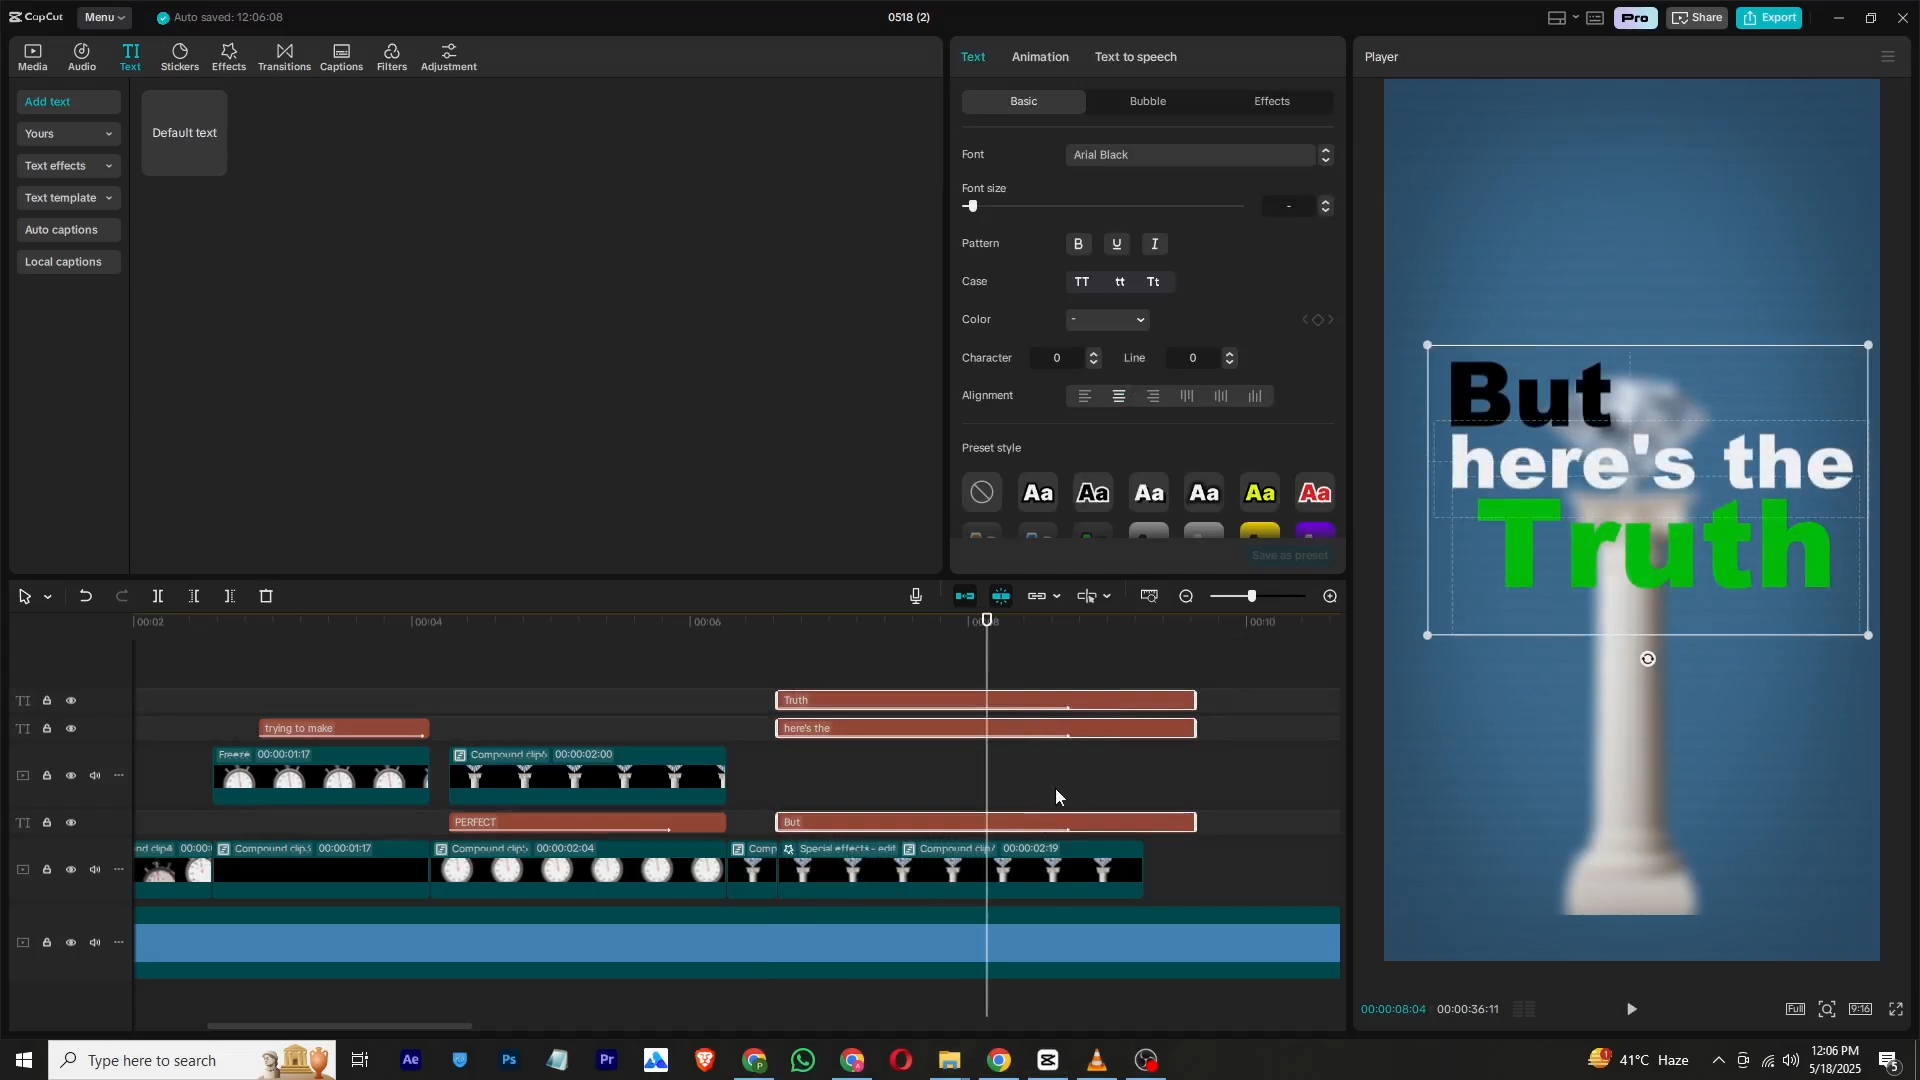 CapCut
Menu
Auto saved: 12:06:08
0518 (2)
Pro
Share
Export
Media
Audio
TI
Text
Stickers
Effects
Transitions
Captions
Filters
Adjustment
Add text
Yours
Text effects
Text template
Auto captions
Local captions
Default text
Text
Animation
Text to speech
Basic
Bubble
Effects
Font
Arial Black
Font size
-
Pattern
B
U
I
Case
TT
tt
Tt
Color
-
Character
0
Line
0
Alignment
Preset style
Aa
Aa
Aa
Aa
Aa
Aa
Save as preset
Player
But
here's the
Truth
00:00:08:04
00:00:36:11
Full
9:16
00:02
00:04
00:06
00:10
TI
Truth
TI
trying to make
here's the
Freeze 00:00:01:17
Compound clip6 00:00:02:00
TI
PERFECT
But
00:00:
00:00:01:17
00:00:02:04
Comp
Special effects - edit
00:00:02:19
Type here to search
Ae
Ps
Pr
41°C Haze
12:06 PM
5/18/2025
5